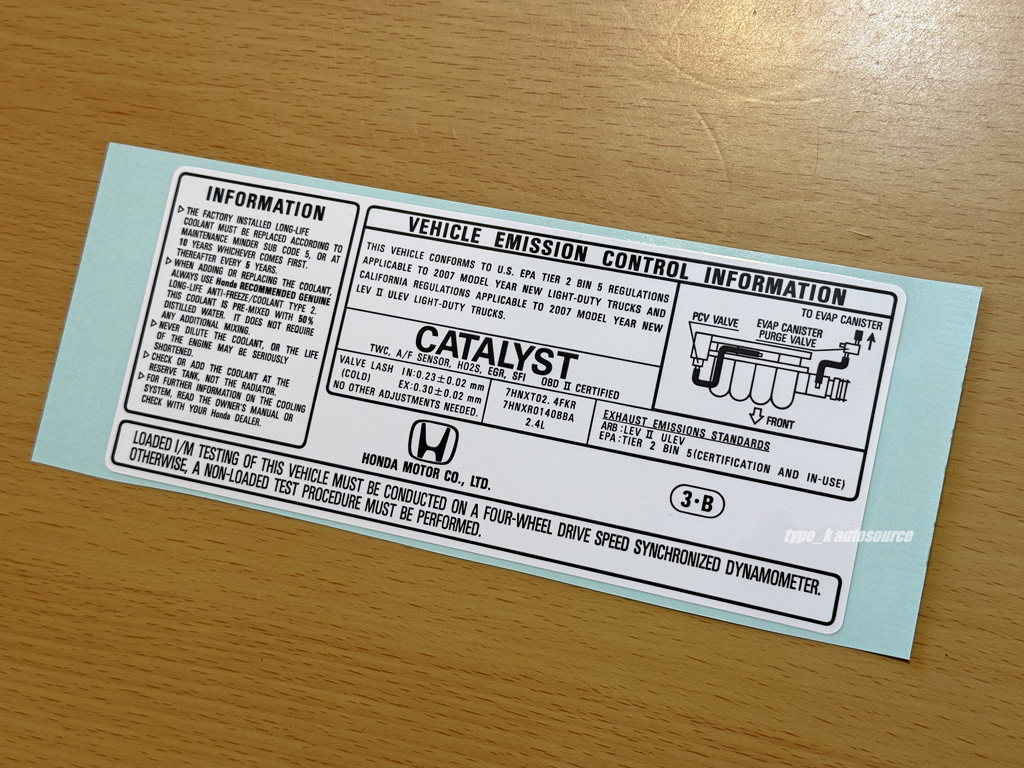 INFORMATION
▷THE FACTORY INSTALLED LONG-LIFE
COOLANT MUST BE REPLACED ACCORDING TO
MAINTENANCE MINDER SUB CODE 5, OR AT
10 YEARS WHICHEVER COMES FIRST.
THEREAFTER EVERY 5 YEARS.
▷WHEN ADDING OR REPLACING THE COOLANT,
ALWAYS USE Honda RECOMMENDED GENUINE
LONG-LIFE ANTI-FREEZE/COOLANT TYPE 2.
THIS COOLANT IS PRE-MIXED WITH 50%
DISTILLED WATER. IT DOES NOT REQUIRE
ANY ADDITIONAL MIXING.
▷NEVER DILUTE THE COOLANT, OR THE LIFE
OF THE ENGINE MAY BE SERIOUSLY
SHORTENED.
▷CHECK OR ADD THE COOLANT AT THE
RESERVE TANK, NOT THE RADIATOR.
▷FOR FURTHER INFORMATION ON THE COOLING
SYSTEM, READ THE OWNER'S MANUAL OR
CHECK WITH YOUR Honda DEALER.
VEHICLE EMISSION CONTROL INFORMATION
THIS VEHICLE CONFORMS TO U.S. EPA TIER 2 BIN 5 REGULATIONS
APPLICABLE TO 2007 MODEL YEAR NEW LIGHT-DUTY TRUCKS AND
CALIFORNIA REGULATIONS APPLICABLE TO 2007 MODEL YEAR NEW
LEV II ULEV LIGHT-DUTY TRUCKS.
CATALYST
TWC, A/F SENSOR, HO2S, EGR, SFI OBD II CERTIFIED
VALVE LASH IN:0.23±0.02 mm
(COLD) EX:0.30±0.02 mm
NO OTHER ADJUSTMENTS NEEDED.
7HNXT02.4FKR
7HNXR0140BBA
2.4L
TO EVAP CANISTER
PCV VALVE
EVAP CANISTER
PURGE VALVE
FRONT
EXHAUST EMISSIONS STANDARDS
ARB:LEV II ULEV
EPA:TIER 2 BIN 5(CERTIFICATION AND IN-USE)
HONDA MOTOR CO., LTD.
3·B
LOADED I/M TESTING OF THIS VEHICLE MUST BE CONDUCTED ON A FOUR-WHEEL DRIVE SPEED SYNCHRONIZED DYNAMOMETER.
OTHERWISE, A NON-LOADED TEST PROCEDURE MUST BE PERFORMED.
type_k autosource